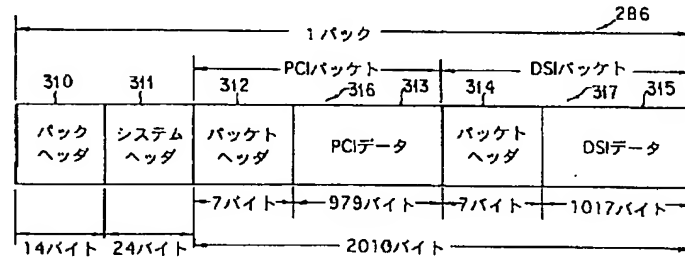 286
1パック
PCIパケット
DSIパケット
310
311
312
316
313
314
317
315
パック
ヘッダ
システム
ヘッダ
パケット
ヘッダ
PCIデータ
パケット
ヘッダ
DSIデータ
7バイト
979バイト
7バイト
1017バイト
14バイト
24バイト
2010バイト